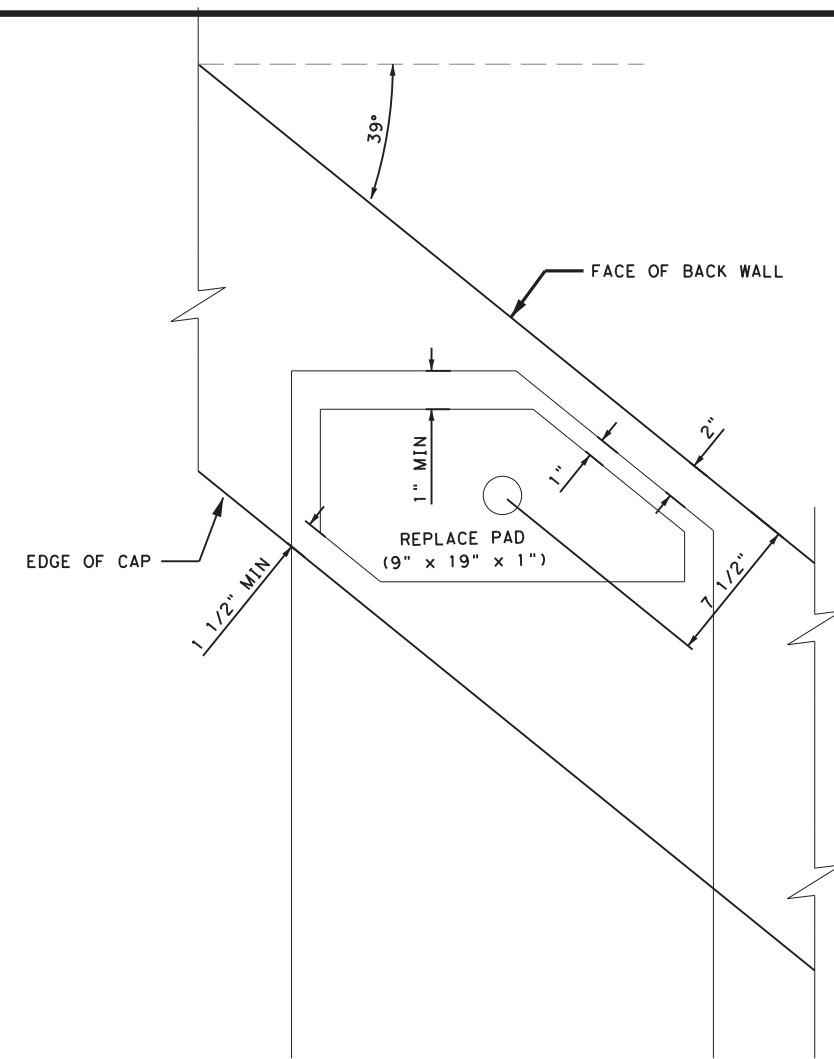 39°
FACE OF BACK WALL
2"
1" MIN
1"
REPLACE PAD
(9" x 19" x 1")
EDGE OF CAP
1 1/2" MIN
7 1/2"